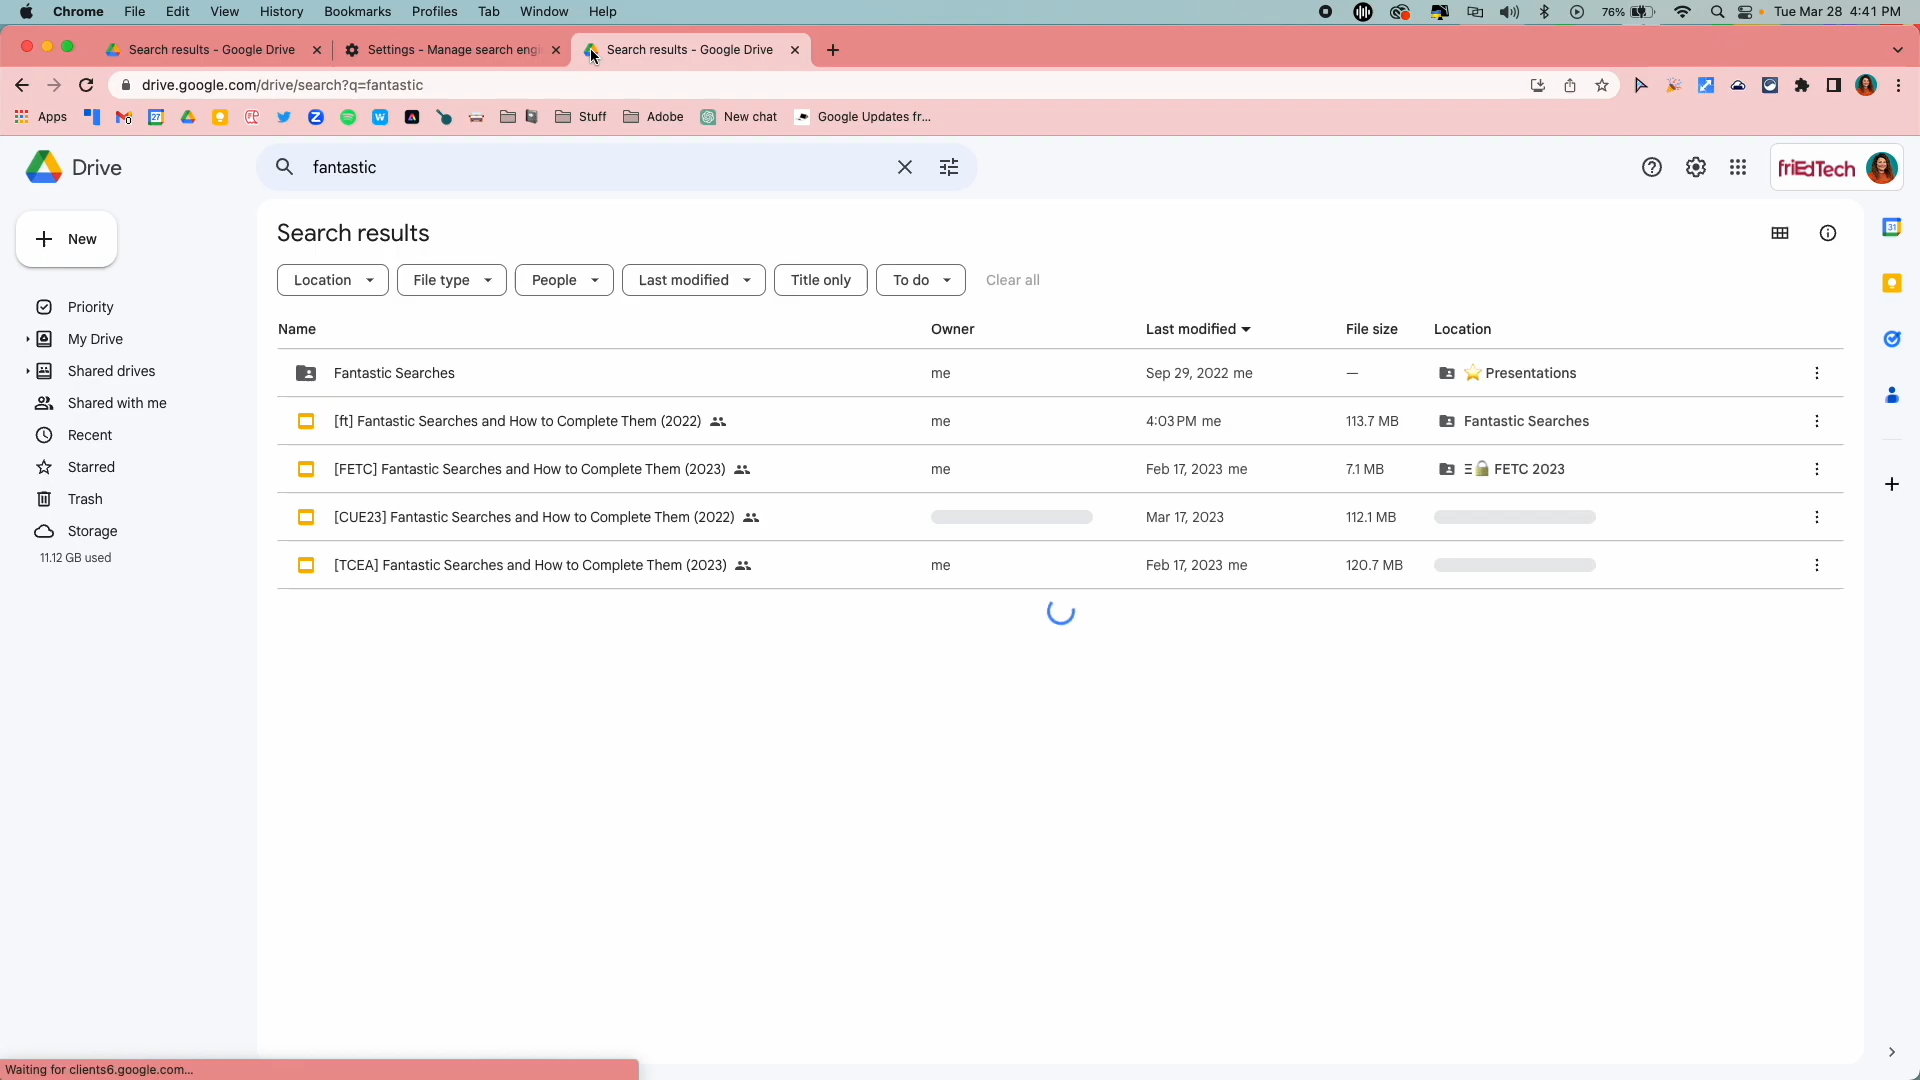 Chrome File Edit View History Bookmarks Profiles Tab Window Help 76% Tue Mar 28 4:41 PM
Search results - Google Drive Settings - Manage search engi Search results - Google Drive
drive.google.com/drive/search?q=fantastic
Apps Stuff Adobe New chat Google Updates fr...
Drive fantastic friEdTech
New
Search results
Location File type People Last modified Title only To do Clear all
Priority
My Drive
Shared drives
Shared with me
Recent
Starred
Trash
Storage
11.12 GB used
Name Owner Last modified File size Location
Fantastic Searches me Sep 29, 2022 me — ⭐ Presentations
[ft] Fantastic Searches and How to Complete Them (2022) me 4:03 PM me 113.7 MB Fantastic Searches
[FETC] Fantastic Searches and How to Complete Them (2023) me Feb 17, 2023 me 7.1 MB Ξ🔒 FETC 2023
[CUE23] Fantastic Searches and How to Complete Them (2022) Mar 17, 2023 112.1 MB
[TCEA] Fantastic Searches and How to Complete Them (2023) me Feb 17, 2023 me 120.7 MB
Waiting for clients6.google.com...